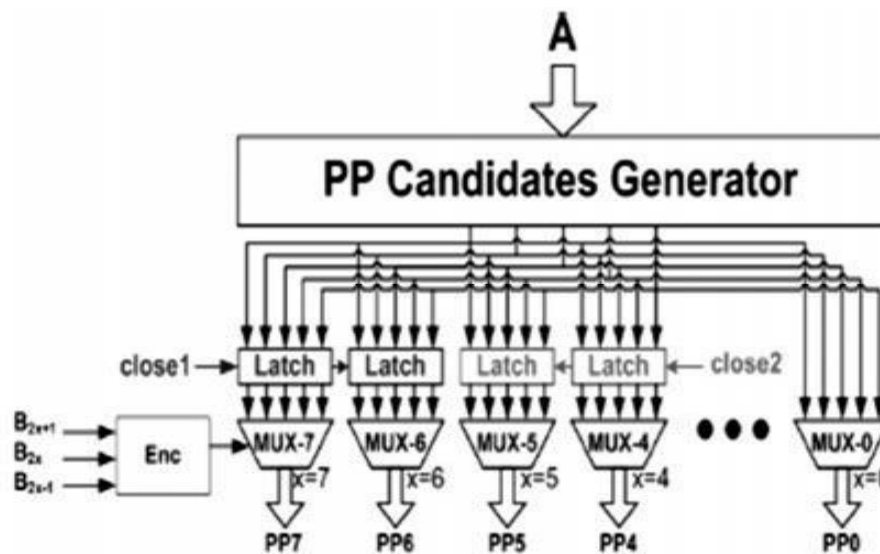 A
PP Candidates Generator
close1 Latch Latch Latch Latch close2
B2x+1
B2x
B2x-1
Enc
MUX-7 MUX-6 MUX-5 MUX-4 ●●● MUX-0
x=7 x=6 x=5 x=4
PP7 PP6 PP5 PP4 PP0